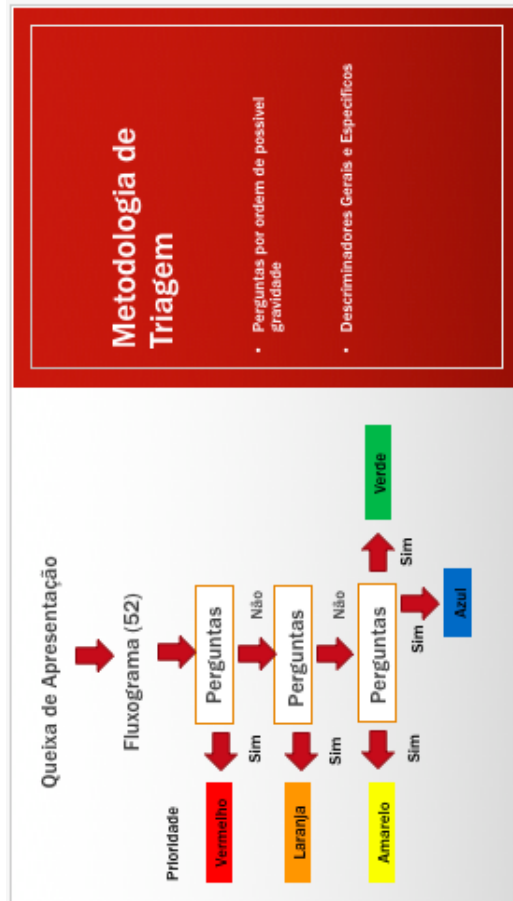 Queixa de Apresentação
Fluxograma (52)
Prioridade
Perguntas
Vermelho
Sim
Não
Perguntas
Laranja
Sim
Não
Perguntas
Amarelo
Sim
Sim
Azul
Sim
Verde
Metodologia de
Triagem
• Perguntas por ordem de possível
gravidade
• Descriminadores Gerais e Específicos